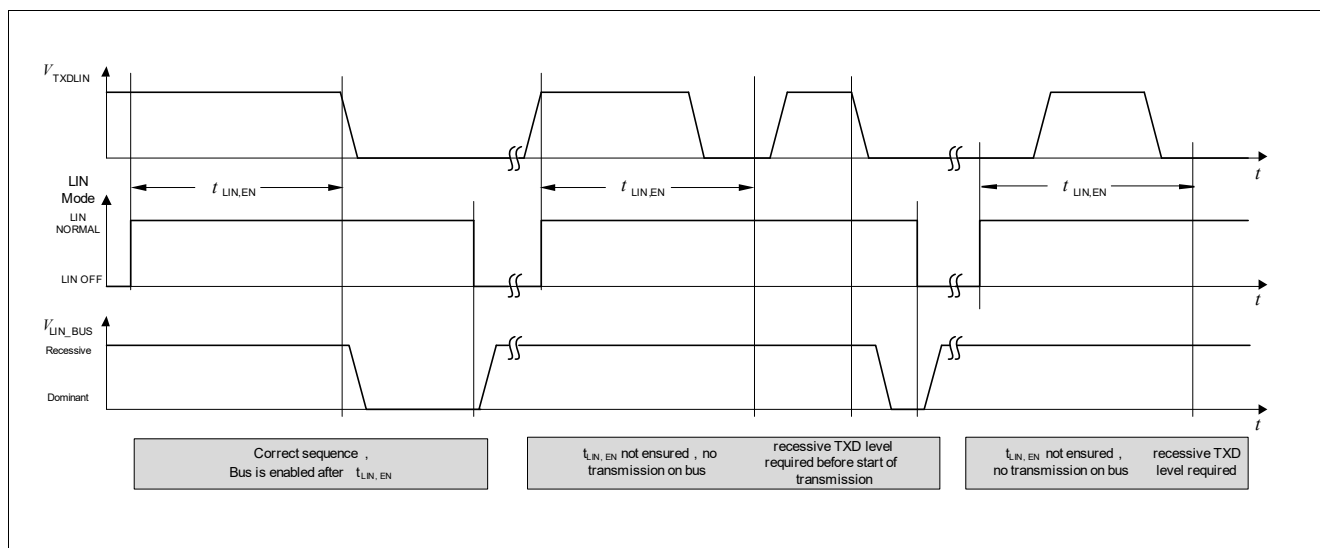 V TXDLIN
t LIN,EN
t LIN,EN
t LIN,EN
t
LIN
Mode
LIN
NORMAL
LIN OFF
t
V LIN_BUS
Recessive
Dominant
t
Correct sequence ,
Bus is enabled after t LIN, EN
t LIN, EN not ensured , no
transmission on bus
recessive TXD level
required before start of
transmission
t LIN, EN not ensured ,
no transmission on bus
recessive TXD
level required